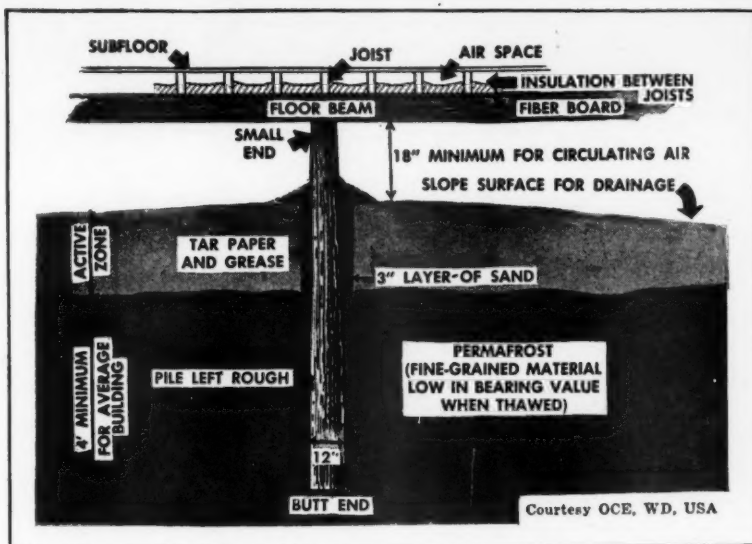 SUBFLOOR
JOIST
AIR SPACE
INSULATION BETWEEN
JOISTS
FLOOR BEAM
FIBER BOARD
SMALL
END
18" MINIMUM FOR CIRCULATING AIR
SLOPE SURFACE FOR DRAINAGE
ACTIVE
ZONE
TAR PAPER
AND GREASE
3" LAYER-OF SAND
4' MINIMUM
FOR AVERAGE
BUILDING
PILE LEFT ROUGH
PERMAFROST
(FINE-GRAINED MATERIAL
LOW IN BEARING VALUE
WHEN THAWED)
12"
BUTT END
Courtesy OCE, WD, USA